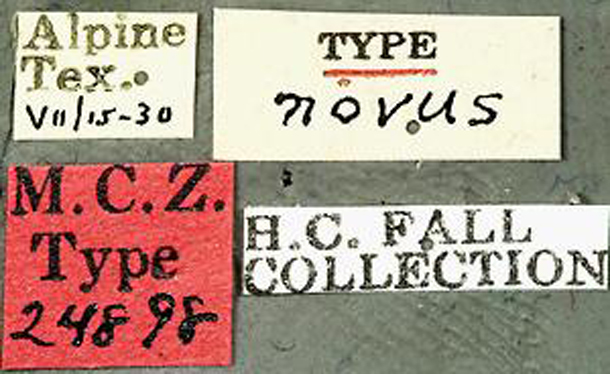 Alpine
Tex.
VII/15-30
TYPE
novus
M.C.Z.
Type
24898
H.C. FALL
COLLECTION